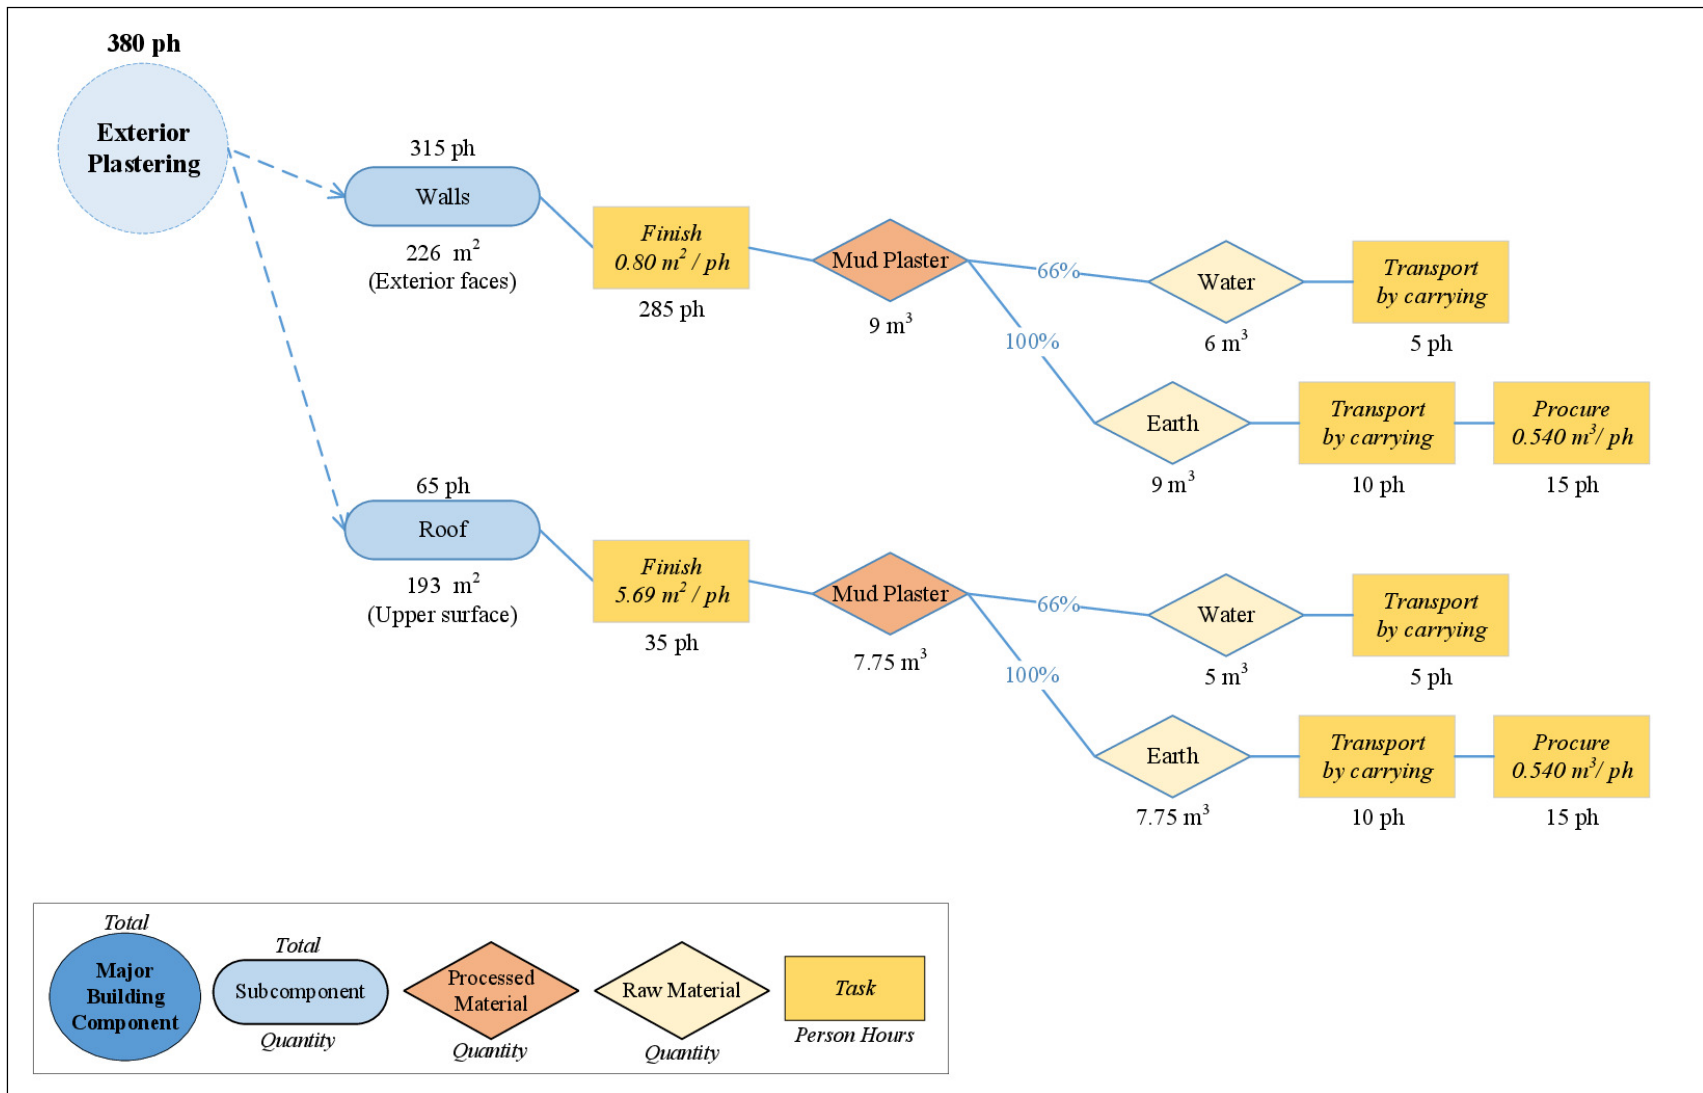 380 ph
Exterior
Plastering
315 ph
Walls
226 m²
(Exterior faces)
Finish
0.80 m² / ph
285 ph
Mud Plaster
9 m³
66%
Water
6 m³
Transport
by carrying
5 ph
100%
Earth
9 m³
Transport
by carrying
10 ph
Procure
0.540 m³/ ph
15 ph
65 ph
Roof
193 m²
(Upper surface)
Finish
5.69 m² / ph
35 ph
Mud Plaster
7.75 m³
66%
Water
5 m³
Transport
by carrying
5 ph
100%
Earth
7.75 m³
Transport
by carrying
10 ph
Procure
0.540 m³/ ph
15 ph
Total
Major
Building
Component
Total
Subcomponent
Quantity
Processed
Material
Quantity
Raw Material
Quantity
Task
Person Hours